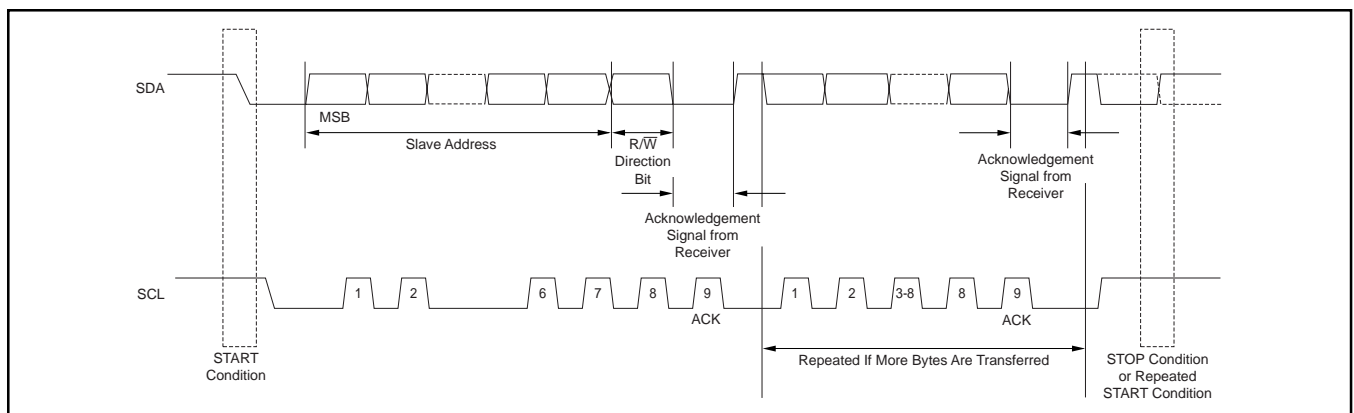 SDA
MSB
Slave Address
R/W̅
Direction
Bit
Acknowledgement
Signal from
Receiver
Acknowledgement
Signal from
Receiver
SCL
1
2
6
7
8
9
1
2
3-8
8
9
ACK
ACK
START
Condition
Repeated If More Bytes Are Transferred
STOP Condition
or Repeated
START Condition